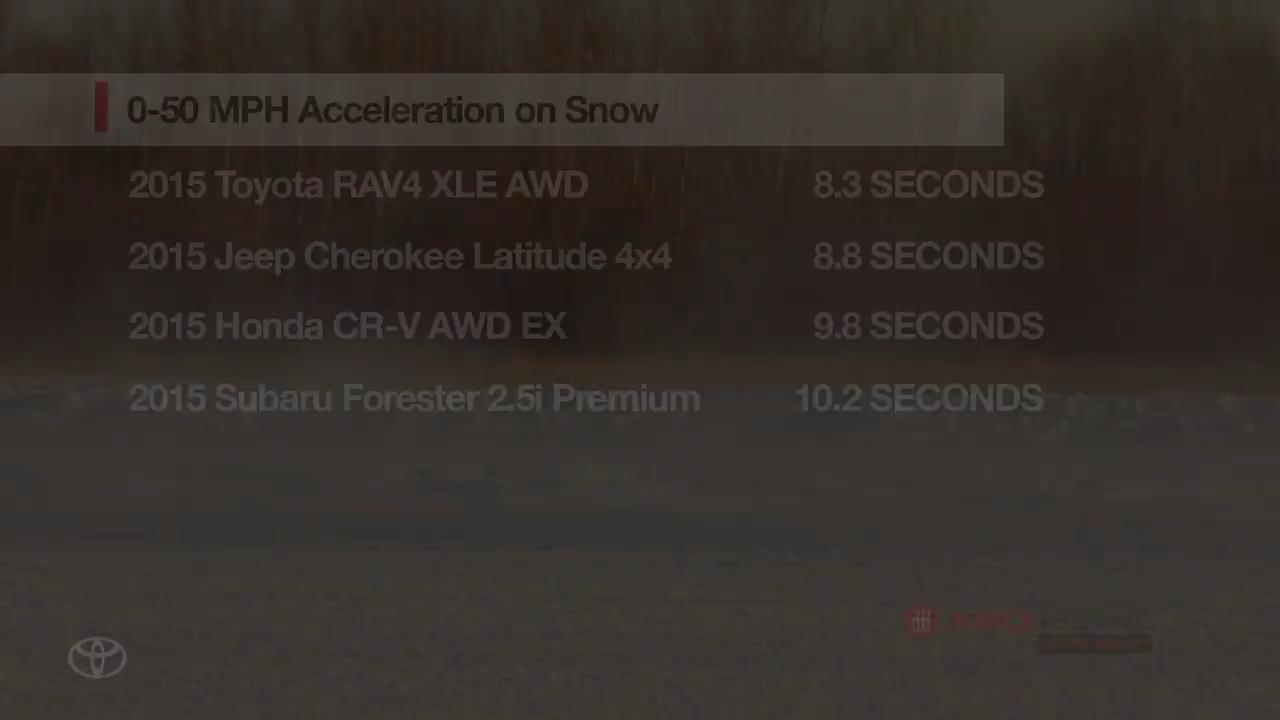 0-50 MPH Acceleration on Snow
2015 Toyota RAV4 XLE AWD 8.3 SECONDS
2015 Jeep Cherokee Latitude 4x4 8.8 SECONDS
2015 Honda CR-V AWD EX 9.8 SECONDS
2015 Subaru Forester 2.5i Premium 10.2 SECONDS